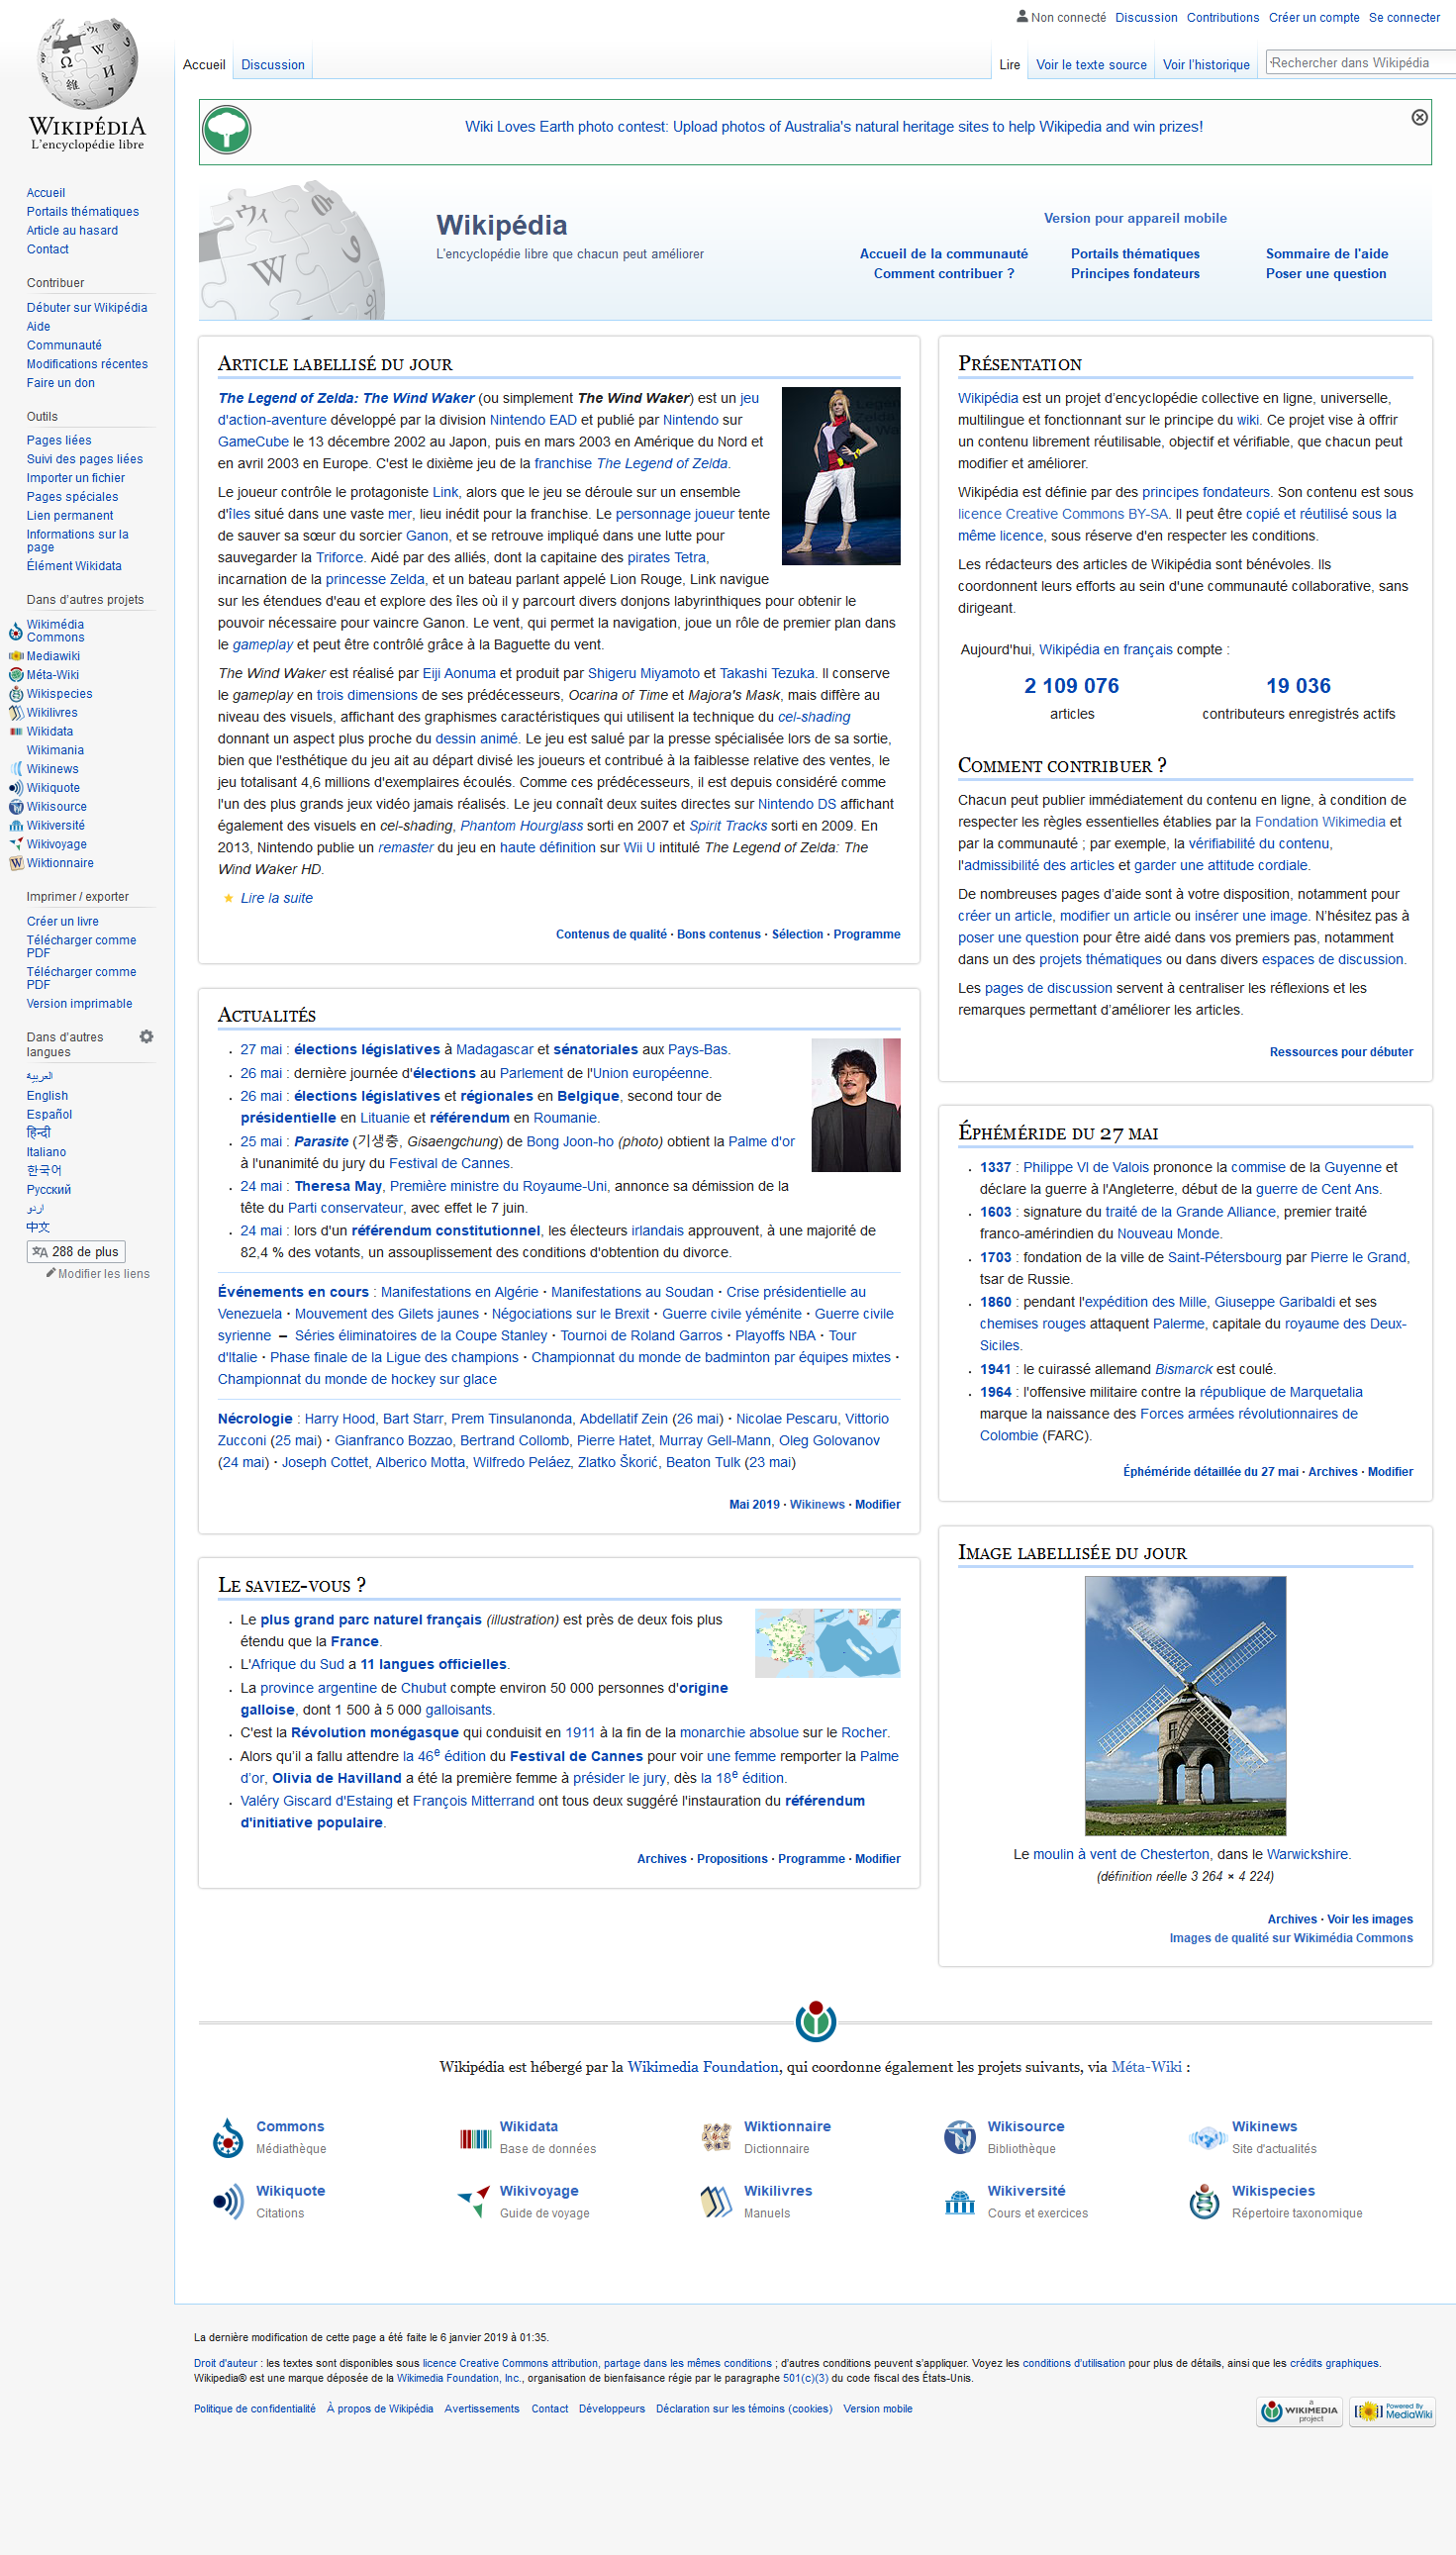 Non connecté Discussion Contributions Créer un compte Se connecter
Accueil Discussion Lire Voir le texte source Voir l'historique Rechercher dans Wikipédia
WIKIPÉDIA
L'encyclopédie libre
Accueil
Portails thématiques
Article au hasard
Contact
Contribuer
Débuter sur Wikipédia
Aide
Communauté
Modifications récentes
Faire un don
Outils
Pages liées
Suivi des pages liées
Importer un fichier
Pages spéciales
Lien permanent
Informations sur la
page
Élément Wikidata
Dans d'autres projets
Wikimédia
Commons
Mediawiki
Méta-Wiki
Wikispecies
Wikilivres
Wikidata
Wikimania
Wikinews
Wikiquote
Wikisource
Wikiversité
Wikivoyage
Wiktionnaire
Imprimer / exporter
Créer un livre
Télécharger comme
PDF
Télécharger comme
PDF
Version imprimable
Dans d'autres
langues
العربية
English
Español
हिन्दी
Italiano
한국어
Русский
اردو
中文
288 de plus
Modifier les liens
Wiki Loves Earth photo contest: Upload photos of Australia's natural heritage sites to help Wikipedia and win prizes!
Wikipédia
L'encyclopédie libre que chacun peut améliorer
Version pour appareil mobile
Accueil de la communauté Portails thématiques Sommaire de l'aide
Comment contribuer ? Principes fondateurs Poser une question
Article labellisé du jour
The Legend of Zelda: The Wind Waker (ou simplement The Wind Waker) est un jeu
d'action-aventure développé par la division Nintendo EAD et publié par Nintendo sur
GameCube le 13 décembre 2002 au Japon, puis en mars 2003 en Amérique du Nord et
en avril 2003 en Europe. C'est le dixième jeu de la franchise The Legend of Zelda.
Le joueur contrôle le protagoniste Link, alors que le jeu se déroule sur un ensemble
d'îles situé dans une vaste mer, lieu inédit pour la franchise. Le personnage joueur tente
de sauver sa sœur du sorcier Ganon, et se retrouve impliqué dans une lutte pour
sauvegarder la Triforce. Aidé par des alliés, dont la capitaine des pirates Tetra,
incarnation de la princesse Zelda, et un bateau parlant appelé Lion Rouge, Link navigue
sur les étendues d'eau et explore des îles où il y parcourt divers donjons labyrinthiques pour obtenir le
pouvoir nécessaire pour vaincre Ganon. Le vent, qui permet la navigation, joue un rôle de premier plan dans
le gameplay et peut être contrôlé grâce à la Baguette du vent.
The Wind Waker est réalisé par Eiji Aonuma et produit par Shigeru Miyamoto et Takashi Tezuka. Il conserve
le gameplay en trois dimensions de ses prédécesseurs, Ocarina of Time et Majora's Mask, mais diffère au
niveau des visuels, affichant des graphismes caractéristiques qui utilisent la technique du cel-shading
donnant un aspect plus proche du dessin animé. Le jeu est salué par la presse spécialisée lors de sa sortie,
bien que l'esthétique du jeu ait au départ divisé les joueurs et contribué à la faiblesse relative des ventes, le
jeu totalisant 4,6 millions d'exemplaires écoulés. Comme ces prédécesseurs, il est depuis considéré comme
l'un des plus grands jeux vidéo jamais réalisés. Le jeu connaît deux suites directes sur Nintendo DS affichant
également des visuels en cel-shading, Phantom Hourglass sorti en 2007 et Spirit Tracks sorti en 2009. En
2013, Nintendo publie un remaster du jeu en haute définition sur Wii U intitulé The Legend of Zelda: The
Wind Waker HD.
Lire la suite
Contenus de qualité · Bons contenus · Sélection · Programme
Actualités
27 mai : élections législatives à Madagascar et sénatoriales aux Pays-Bas.
26 mai : dernière journée d'élections au Parlement de l'Union européenne.
26 mai : élections législatives et régionales en Belgique, second tour de
présidentielle en Lituanie et référendum en Roumanie.
25 mai : Parasite (기생충, Gisaengchung) de Bong Joon-ho (photo) obtient la Palme d'or
à l'unanimité du jury du Festival de Cannes.
24 mai : Theresa May, Première ministre du Royaume-Uni, annonce sa démission de la
tête du Parti conservateur, avec effet le 7 juin.
24 mai : lors d'un référendum constitutionnel, les électeurs irlandais approuvent, à une majorité de
82,4 % des votants, un assouplissement des conditions d'obtention du divorce.
Événements en cours : Manifestations en Algérie · Manifestations au Soudan · Crise présidentielle au
Venezuela · Mouvement des Gilets jaunes · Négociations sur le Brexit · Guerre civile yéménite · Guerre civile
syrienne – Séries éliminatoires de la Coupe Stanley · Tournoi de Roland Garros · Playoffs NBA · Tour
d'Italie · Phase finale de la Ligue des champions · Championnat du monde de badminton par équipes mixtes ·
Championnat du monde de hockey sur glace
Nécrologie : Harry Hood, Bart Starr, Prem Tinsulanonda, Abdellatif Zein (26 mai) · Nicolae Pescaru, Vittorio
Zucconi (25 mai) · Gianfranco Bozzao, Bertrand Collomb, Pierre Hatet, Murray Gell-Mann, Oleg Golovanov
(24 mai) · Joseph Cottet, Alberico Motta, Wilfredo Peláez, Zlatko Škorić, Beaton Tulk (23 mai)
Mai 2019 · Wikinews · Modifier
Le saviez-vous ?
Le plus grand parc naturel français (illustration) est près de deux fois plus
étendu que la France.
L'Afrique du Sud a 11 langues officielles.
La province argentine de Chubut compte environ 50 000 personnes d'origine
galloise, dont 1 500 à 5 000 galloisants.
C'est la Révolution monégasque qui conduisit en 1911 à la fin de la monarchie absolue sur le Rocher.
Alors qu'il a fallu attendre la 46e édition du Festival de Cannes pour voir une femme remporter la Palme
d'or, Olivia de Havilland a été la première femme à présider le jury, dès la 18e édition.
Valéry Giscard d'Estaing et François Mitterrand ont tous deux suggéré l'instauration du référendum
d'initiative populaire.
Archives · Propositions · Programme · Modifier
Présentation
Wikipédia est un projet d'encyclopédie collective en ligne, universelle,
multilingue et fonctionnant sur le principe du wiki. Ce projet vise à offrir
un contenu librement réutilisable, objectif et vérifiable, que chacun peut
modifier et améliorer.
Wikipédia est définie par des principes fondateurs. Son contenu est sous
licence Creative Commons BY-SA. Il peut être copié et réutilisé sous la
même licence, sous réserve d'en respecter les conditions.
Les rédacteurs des articles de Wikipédia sont bénévoles. Ils
coordonnent leurs efforts au sein d'une communauté collaborative, sans
dirigeant.
Aujourd'hui, Wikipédia en français compte :
2 109 076 19 036
articles contributeurs enregistrés actifs
Comment contribuer ?
Chacun peut publier immédiatement du contenu en ligne, à condition de
respecter les règles essentielles établies par la Fondation Wikimedia et
par la communauté ; par exemple, la vérifiabilité du contenu,
l'admissibilité des articles et garder une attitude cordiale.
De nombreuses pages d'aide sont à votre disposition, notamment pour
créer un article, modifier un article ou insérer une image. N'hésitez pas à
poser une question pour être aidé dans vos premiers pas, notamment
dans un des projets thématiques ou dans divers espaces de discussion.
Les pages de discussion servent à centraliser les réflexions et les
remarques permettant d'améliorer les articles.
Ressources pour débuter
Éphéméride du 27 mai
1337 : Philippe VI de Valois prononce la commise de la Guyenne et
déclare la guerre à l'Angleterre, début de la guerre de Cent Ans.
1603 : signature du traité de la Grande Alliance, premier traité
franco-amérindien du Nouveau Monde.
1703 : fondation de la ville de Saint-Pétersbourg par Pierre le Grand,
tsar de Russie.
1860 : pendant l'expédition des Mille, Giuseppe Garibaldi et ses
chemises rouges attaquent Palerme, capitale du royaume des Deux-
Siciles.
1941 : le cuirassé allemand Bismarck est coulé.
1964 : l'offensive militaire contre la république de Marquetalia
marque la naissance des Forces armées révolutionnaires de
Colombie (FARC).
Éphéméride détaillée du 27 mai · Archives · Modifier
Image labellisée du jour
Le moulin à vent de Chesterton, dans le Warwickshire.
(définition réelle 3 264 × 4 224)
Archives · Voir les images
Images de qualité sur Wikimédia Commons
Wikipédia est hébergé par la Wikimedia Foundation, qui coordonne également les projets suivants, via Méta-Wiki :
Commons Wikidata Wiktionnaire Wikisource Wikinews
Médiathèque Base de données Dictionnaire Bibliothèque Site d'actualités
Wikiquote Wikivoyage Wikilivres Wikiversité Wikispecies
Citations Guide de voyage Manuels Cours et exercices Répertoire taxonomique
La dernière modification de cette page a été faite le 6 janvier 2019 à 01:35.
Droit d'auteur : les textes sont disponibles sous licence Creative Commons attribution, partage dans les mêmes conditions ; d'autres conditions peuvent s'appliquer. Voyez les conditions d'utilisation pour plus de détails, ainsi que les crédits graphiques.
Wikipedia® est une marque déposée de la Wikimedia Foundation, Inc., organisation de bienfaisance régie par le paragraphe 501(c)(3) du code fiscal des États-Unis.
Politique de confidentialité À propos de Wikipédia Avertissements Contact Développeurs Déclaration sur les témoins (cookies) Version mobile
a WIKIMEDIA project
Powered By MediaWiki